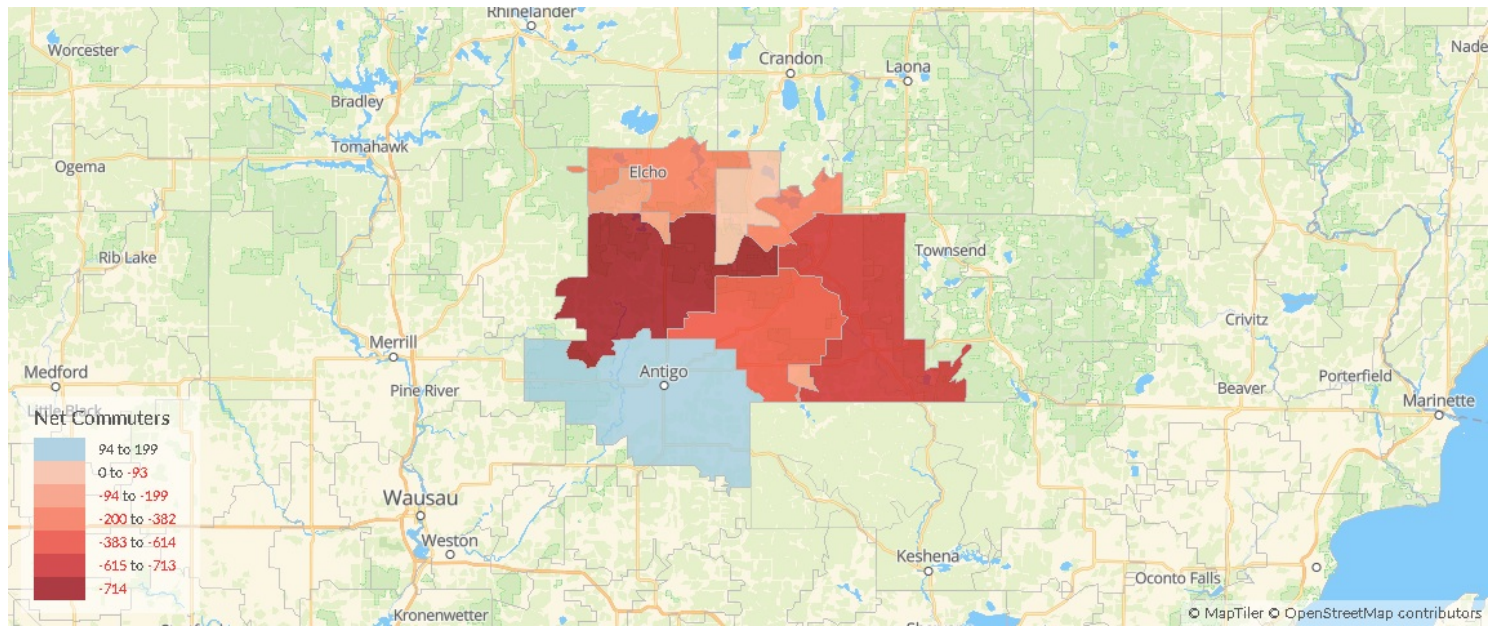 Rhinelander
Worcester
Nade
Crandon
Laona
Bradley
Tomahawk
Ogema
Elcho
Rib Lake
Townsend
Crivitz
Merrill
Medford
Antigo
Pine River
Beaver
Porterfield
Marinette
Little Black
Net Commuters
94 to 199
0 to -93
-94 to -199
-200 to -382
-383 to -614
-615 to -713
-714
Wausau
Weston
Keshena
Oconto Falls
Kronenwetter
© MapTiler © OpenStreetMap contributors